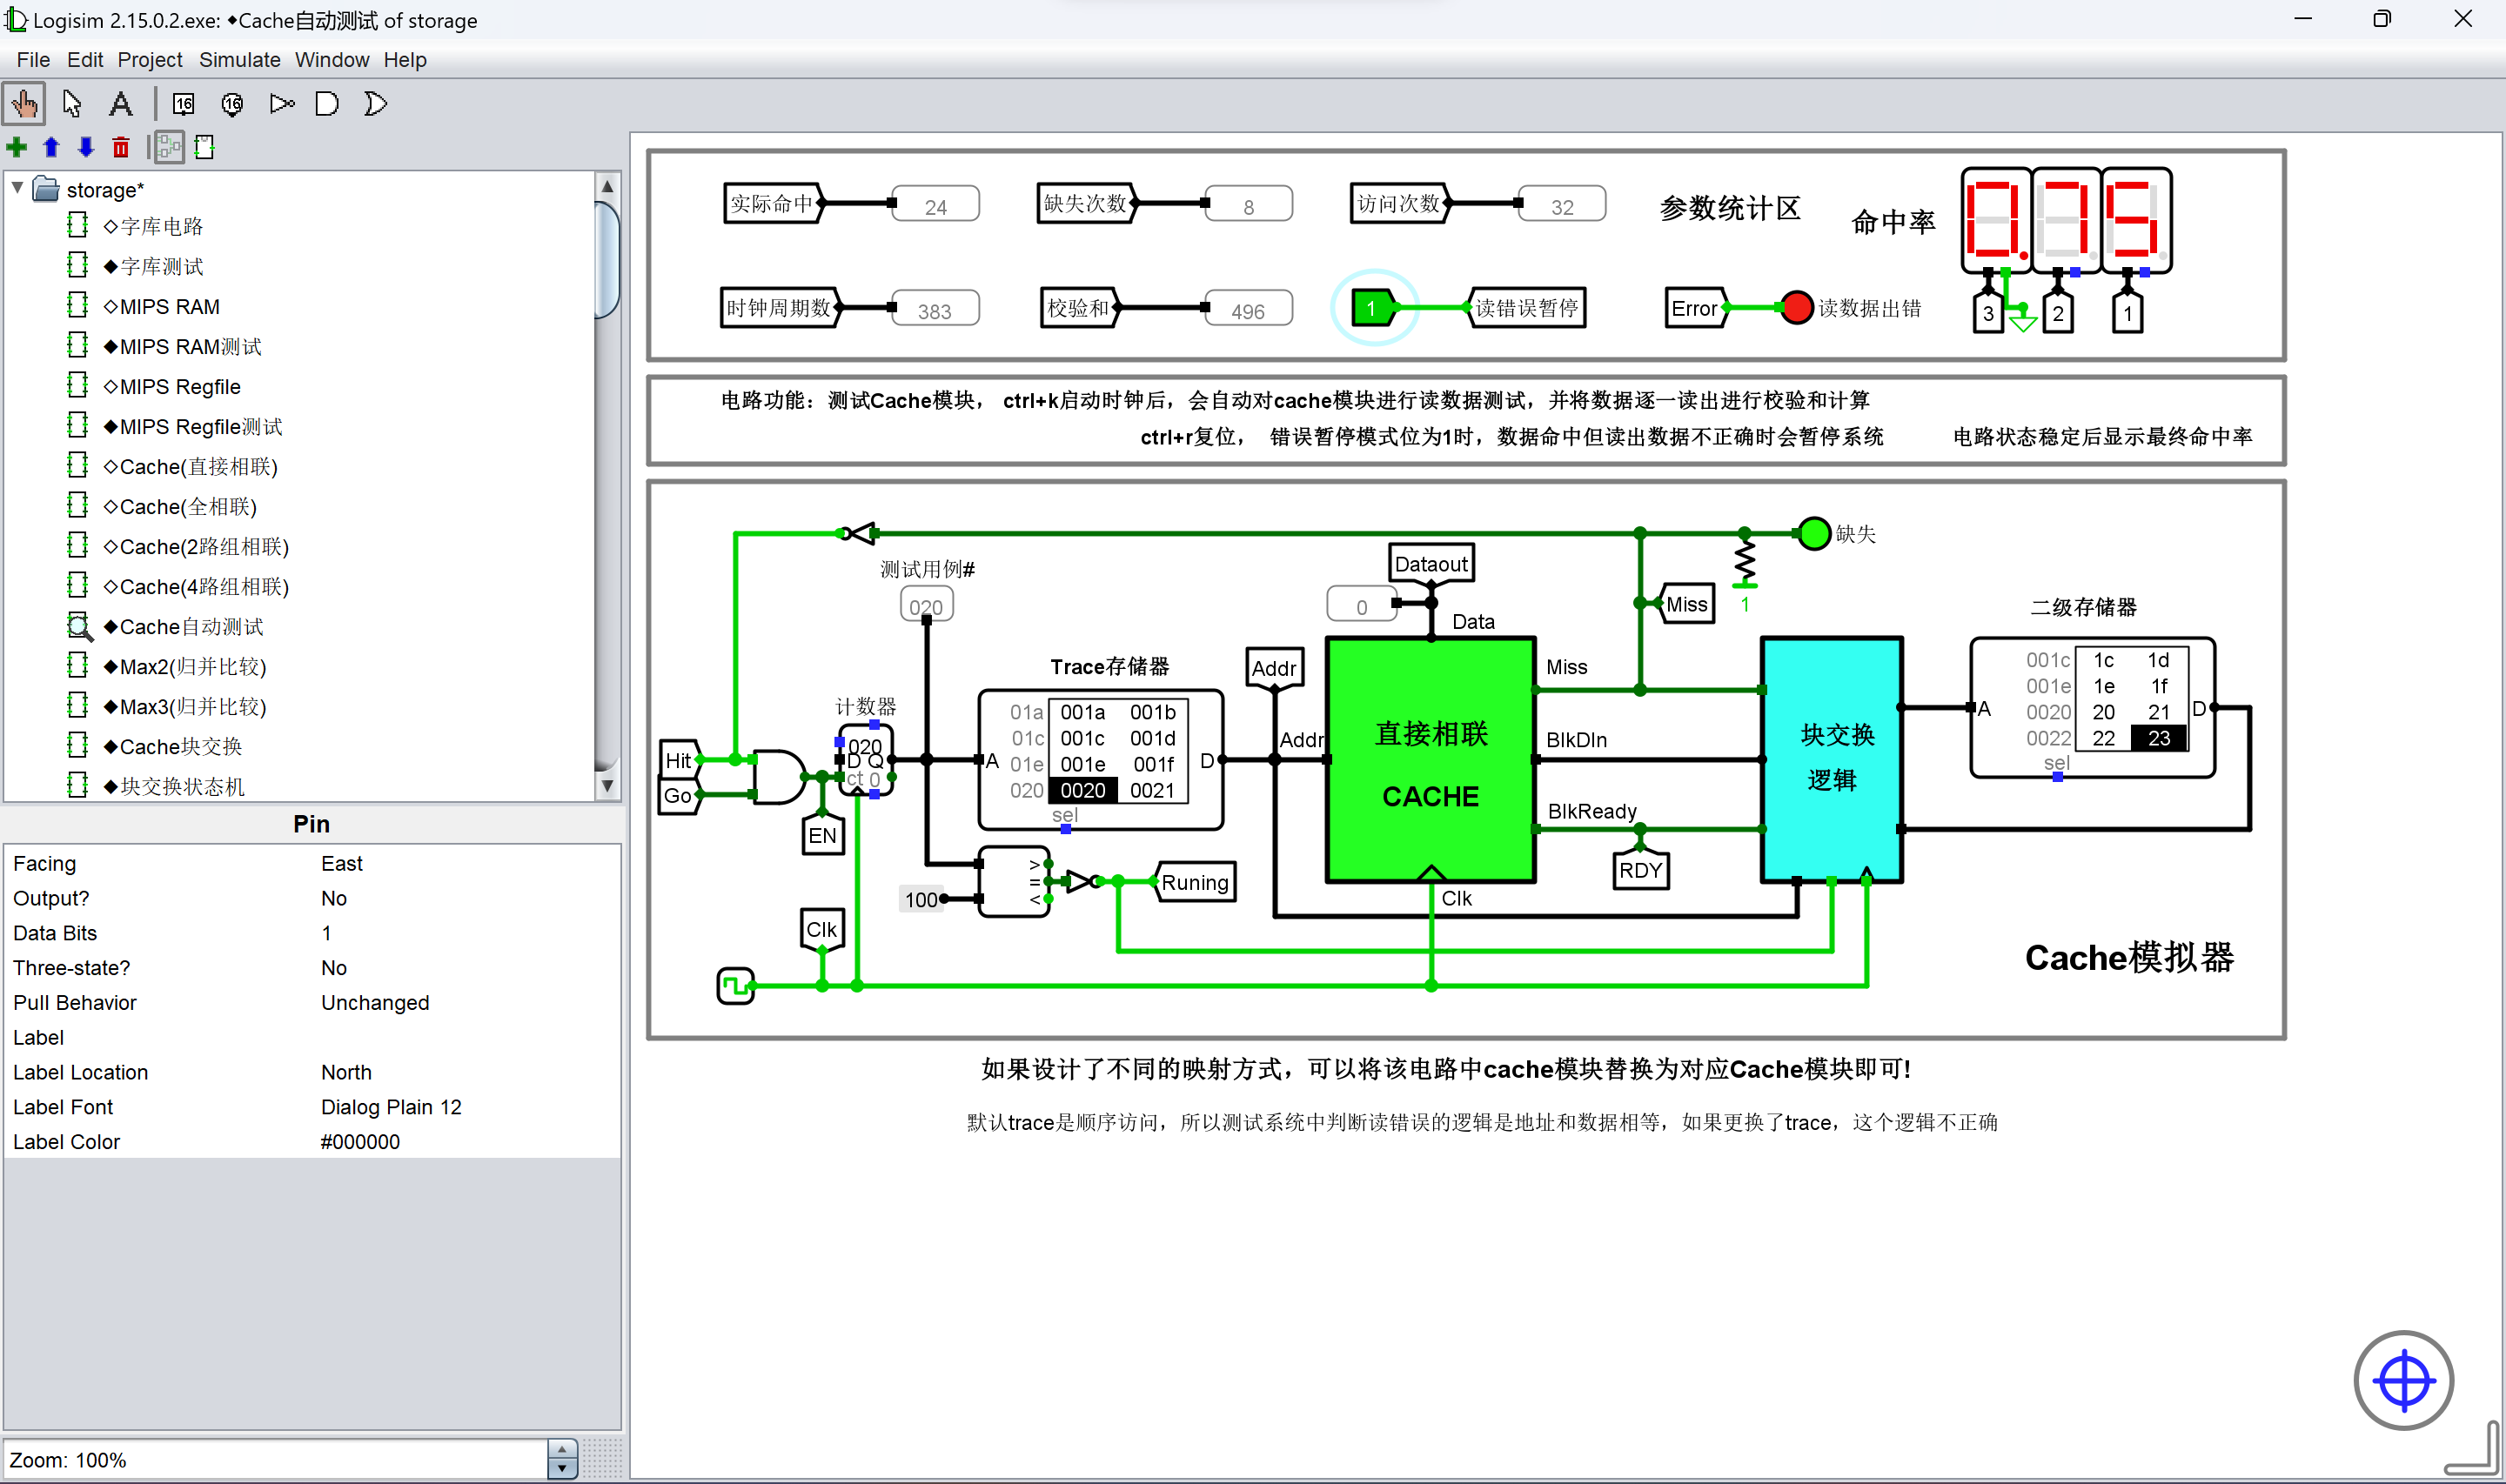 Logisim 2.15.0.2.exe: ◆Cache自动测试 of storage
File Edit Project Simulate Window Help
storage*
◇字库电路
◆字库测试
◇MIPS RAM
◆MIPS RAM测试
◇MIPS Regfile
◆MIPS Regfile测试
◇Cache(直接相联)
◇Cache(全相联)
◇Cache(2路组相联)
◇Cache(4路组相联)
◆Cache自动测试
◆Max2(归并比较)
◆Max3(归并比较)
◆Cache块交换
◆块交换状态机
Pin
Facing East
Output? No
Data Bits 1
Three-state? No
Pull Behavior Unchanged
Label
Label Location North
Label Font Dialog Plain 12
Label Color #000000
Zoom: 100%
实际命中 24 缺失次数 8 访问次数 32 参数统计区 命中率 0.75
时钟周期数 383 校验和 496 1 读错误暂停 Error 读数据出错 3 2 1
电路功能：测试Cache模块， ctrl+k启动时钟后，会自动对cache模块进行读数据测试，并将数据逐一读出进行校验和计算
ctrl+r复位， 错误暂停模式位为1时，数据命中但读出数据不正确时会暂停系统 电路状态稳定后显示最终命中率
缺失
测试用例#
020
Dataout
0
Data
Miss
1
二级存储器
Trace存储器
Addr
Miss
计数器
020
D Q
ct 0
Hit
Go
EN
A
01a 001a 001b
01c 001c 001d
01e 001e 001f
020 0020 0021
sel
D
Addr
直接相联
CACHE
BlkDIn
BlkReady
RDY
Clk
块交换
逻辑
A
001c 1c 1d
001e 1e 1f
0020 20 21
0022 22 23
sel
D
100
>
=
<
Runing
Clk
Cache模拟器
如果设计了不同的映射方式，可以将该电路中cache模块替换为对应Cache模块即可!
默认trace是顺序访问，所以测试系统中判断读错误的逻辑是地址和数据相等，如果更换了trace，这个逻辑不正确